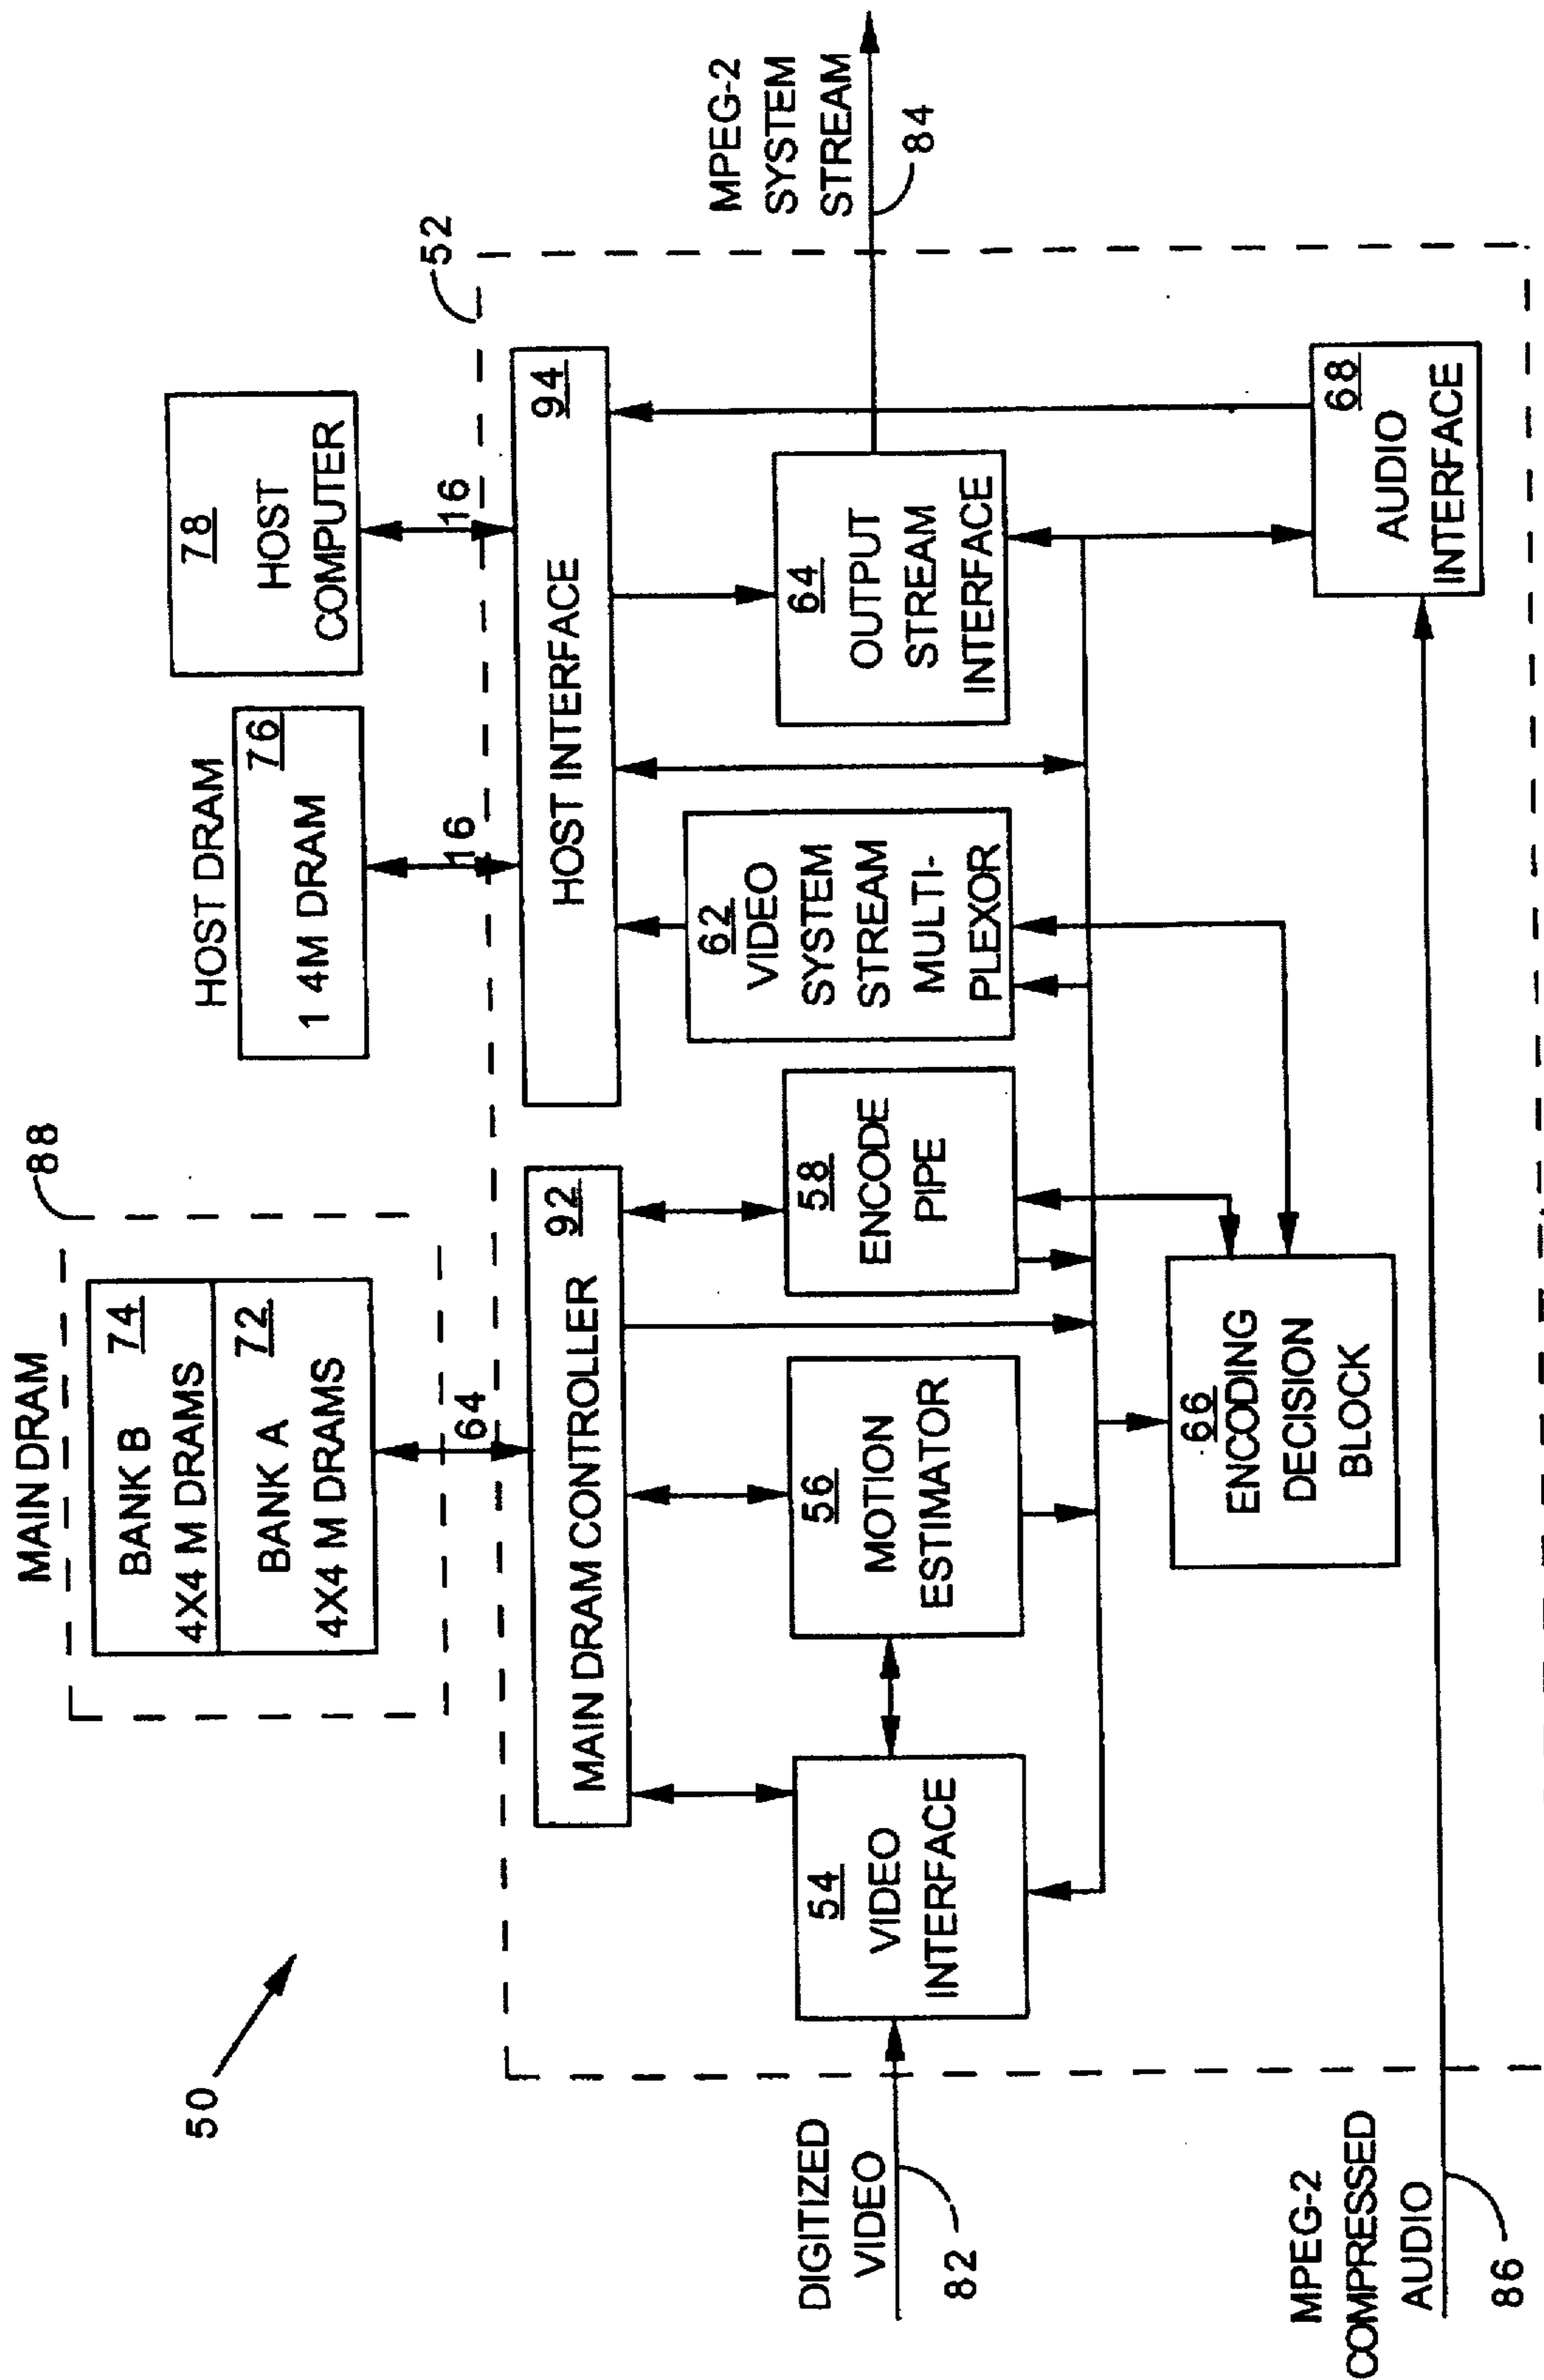 50
MAIN DRAM
88
BANK B
74
4X4 M DRAMS
BANK A
72
4X4 M DRAMS
64
HOST DRAM
76
1 4M DRAM
16
78
HOST
COMPUTER
16
52
MAIN DRAM CONTROLLER
92
HOST INTERFACE
94
DIGITIZED
VIDEO
82
54
VIDEO
INTERFACE
56
MOTION
ESTIMATOR
58
ENCODE
PIPE
62
VIDEO
SYSTEM
STREAM
MULTI-
PLEXOR
64
OUTPUT
STREAM
INTERFACE
MPEG-2
SYSTEM
STREAM
84
66
ENCODING
DECISION
BLOCK
68
AUDIO
INTERFACE
MPEG-2
COMPRESSED
AUDIO
86